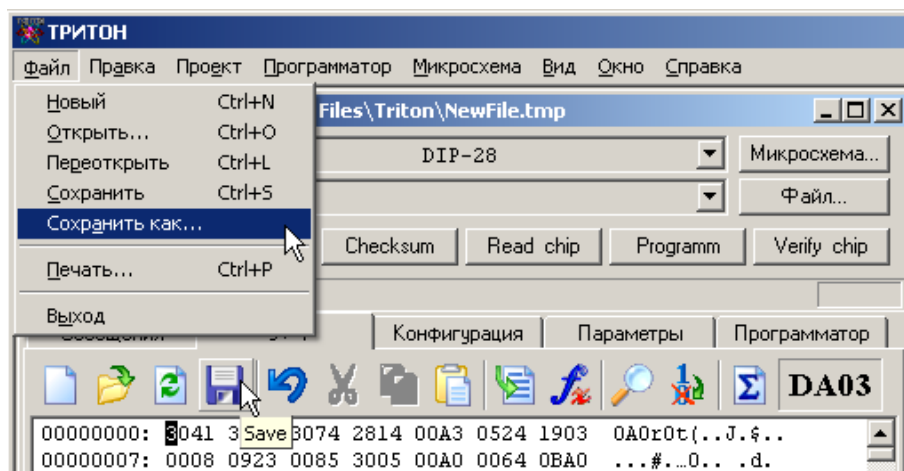 ТРИТОН
Файл Правка Проект Программатор Микросхема Вид Окно Справка
Новый Ctrl+N
Files\Triton\NewFile.tmp
Открыть... Ctrl+O
Переоткрыть Ctrl+L
DIP-28 Микросхема...
Сохранить Ctrl+S
Файл...
Сохранить как...
Checksum Read chip Programm Verify chip
Печать... Ctrl+P
Выход
Конфигурация Параметры Программатор
DA03
Save
00000000: 3041 3 3074 2814 00A3 0524 1903 0A0r0t(..J.$..
00000007: 0008 0923 0085 3005 00A0 0064 0BA0 ...#.…0.. .d.